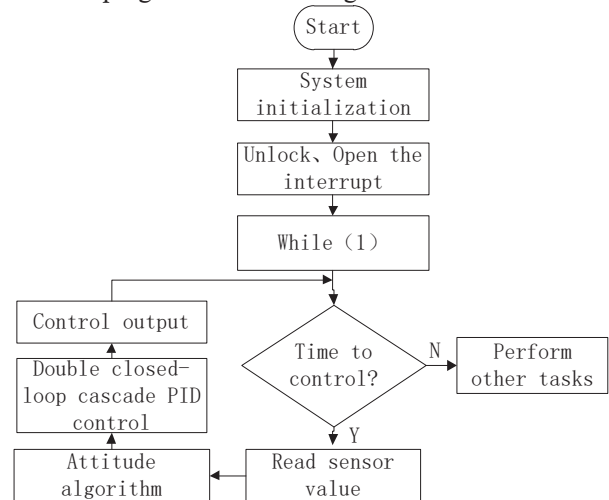 Start
System
initialization
Unlock、Open the
interrupt
While（1）
Control output
Time to
control?
N
Perform
other tasks
Double closed-
loop cascade PID
control
Y
Attitude
algorithm
Read sensor
value